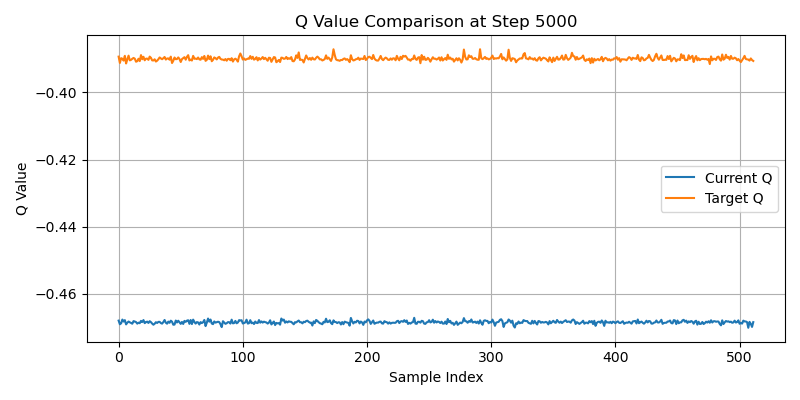 Q Value Comparison at Step 5000
Q Value
−0.40
−0.42
−0.44
−0.46
Current Q
Target Q
0 100 200 300 400 500
Sample Index